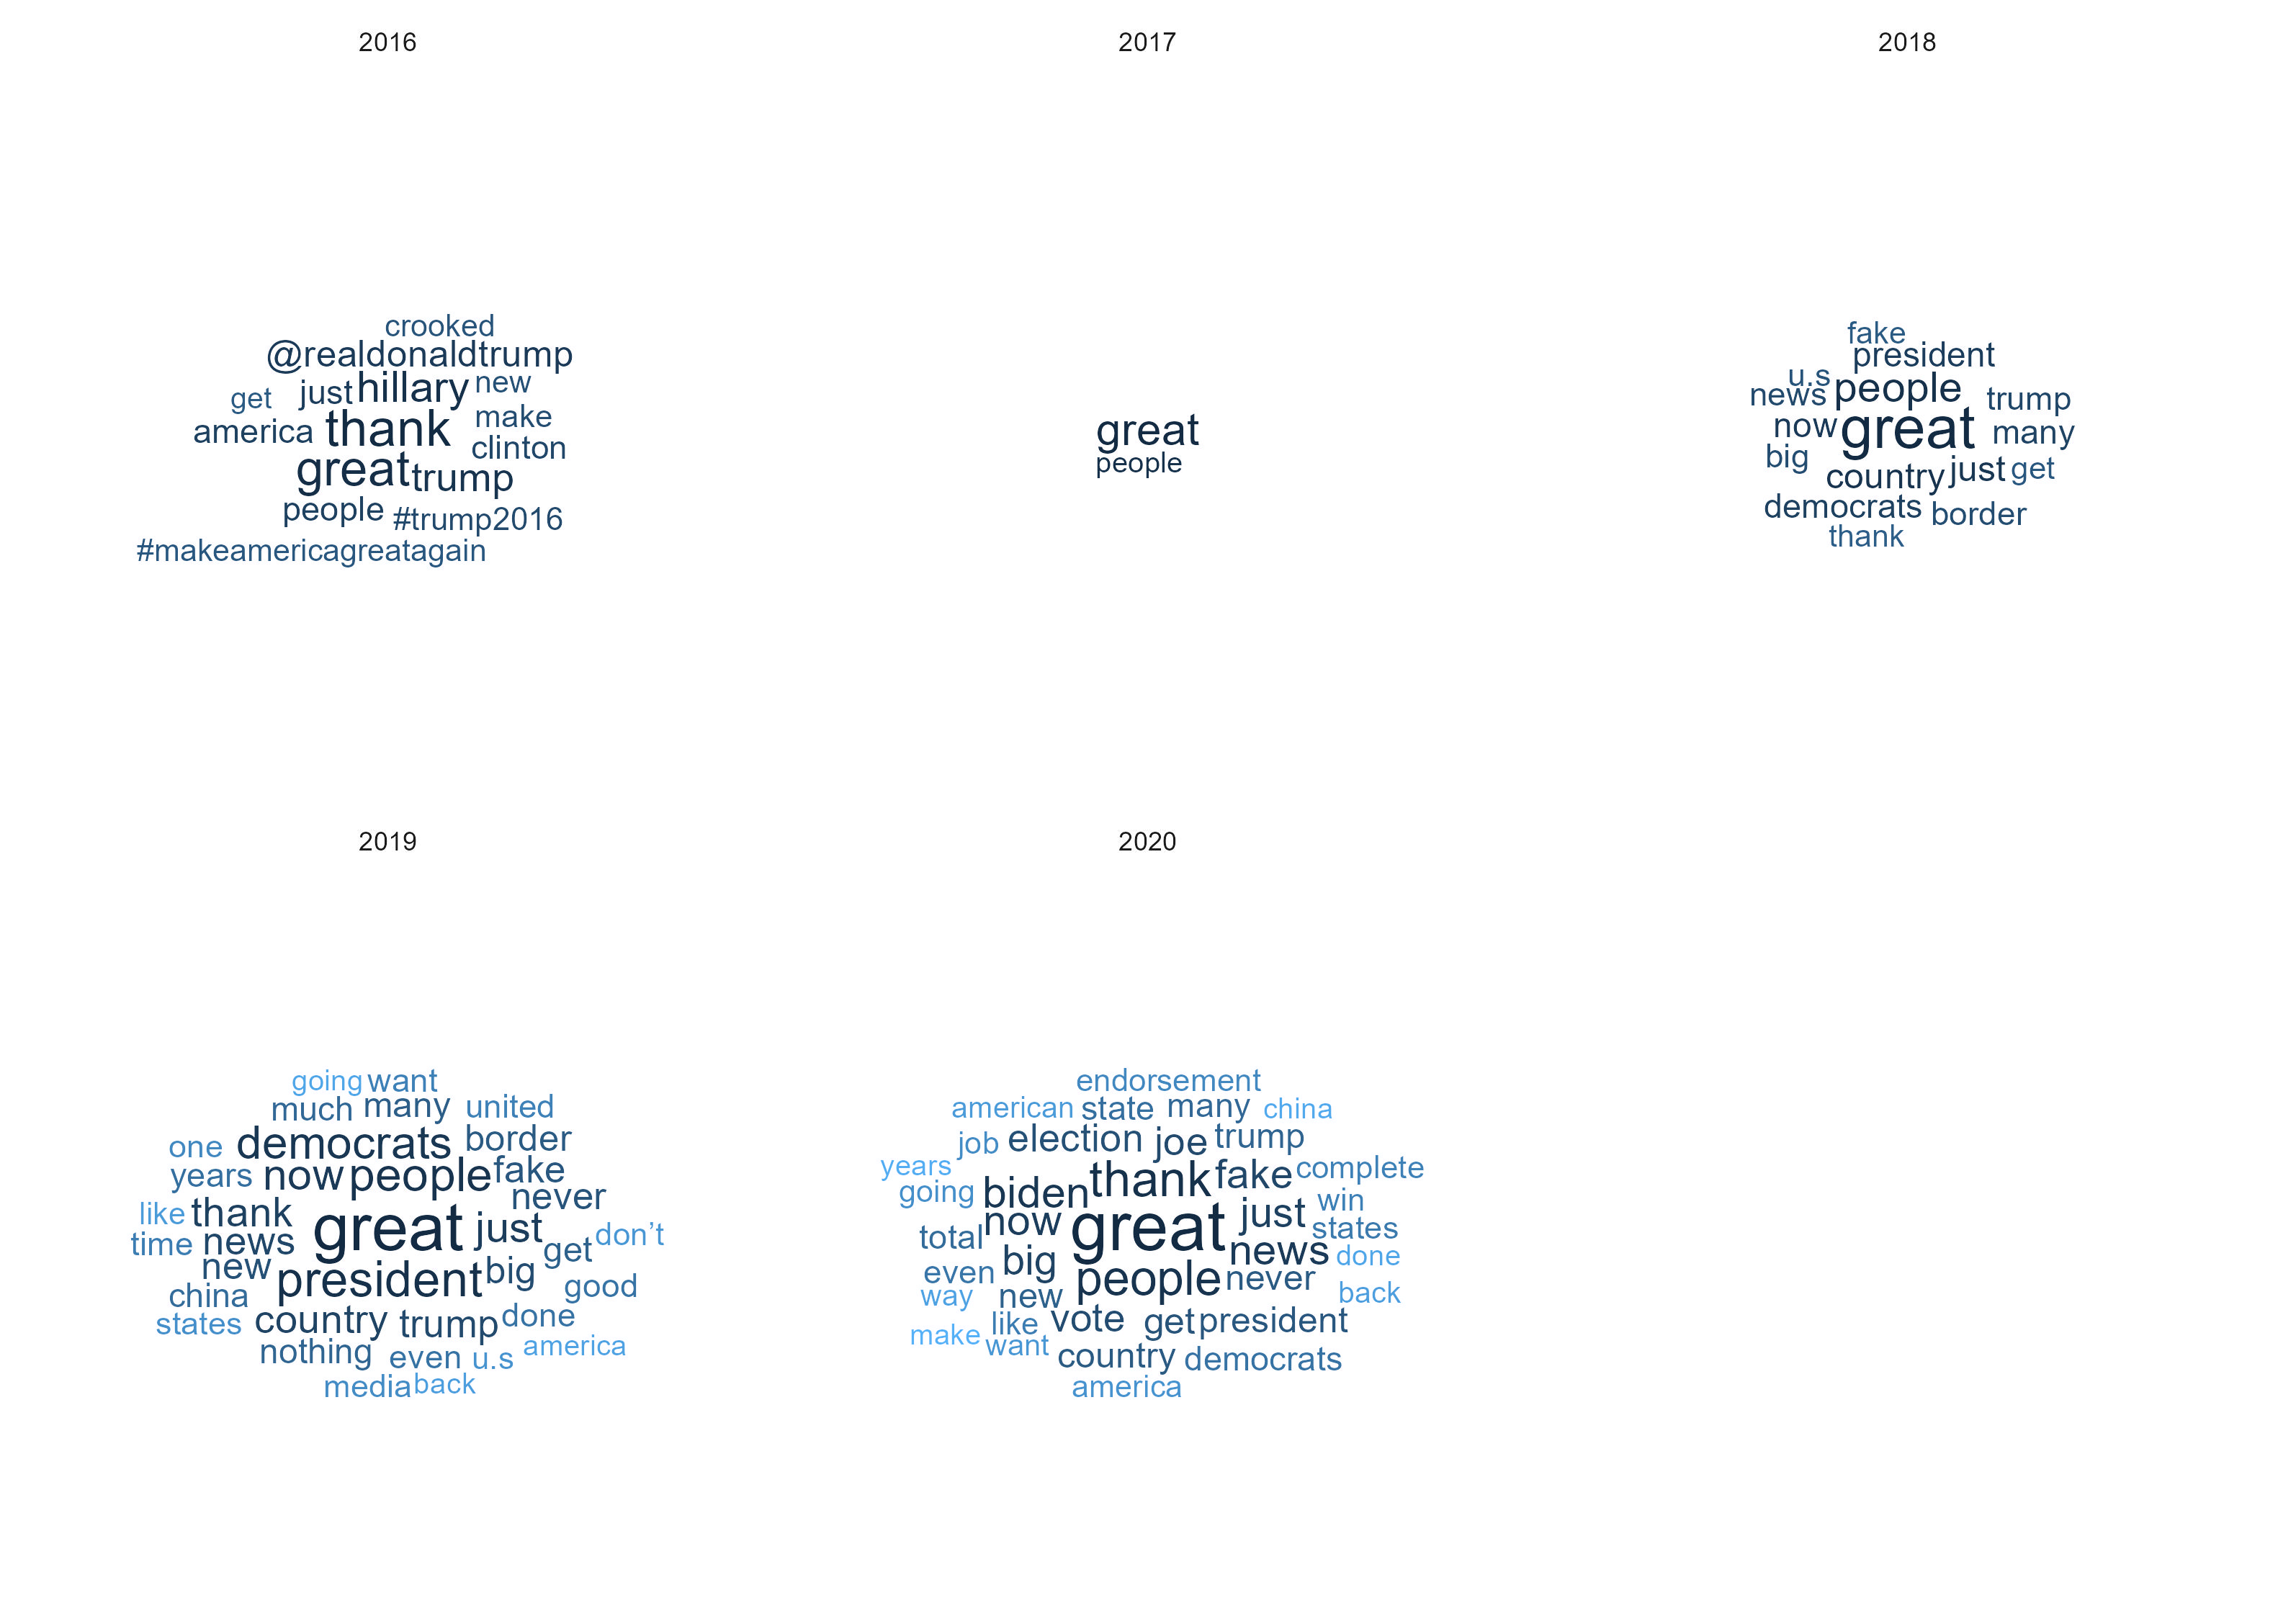 2016
2017
2018
crooked
@realdonaldtrump
get just hillary new
america thank make
clinton
great trump
people #trump2016
#makeamericagreatagain
great
people
fake
president
u.s people
news trump
now great many
big
country just get
democrats border
thank
2019
2020
going want
much many united
one democrats border
years now people fake
never
like thank great just don’t
time news get
new president big good
china
states country trump done
nothing even u.s america
media back
endorsement
american state many china
job election joe trump
years thank fake complete
going biden win
now great just states
total news done
even big people never back
way new
make like vote get president
want country democrats
america